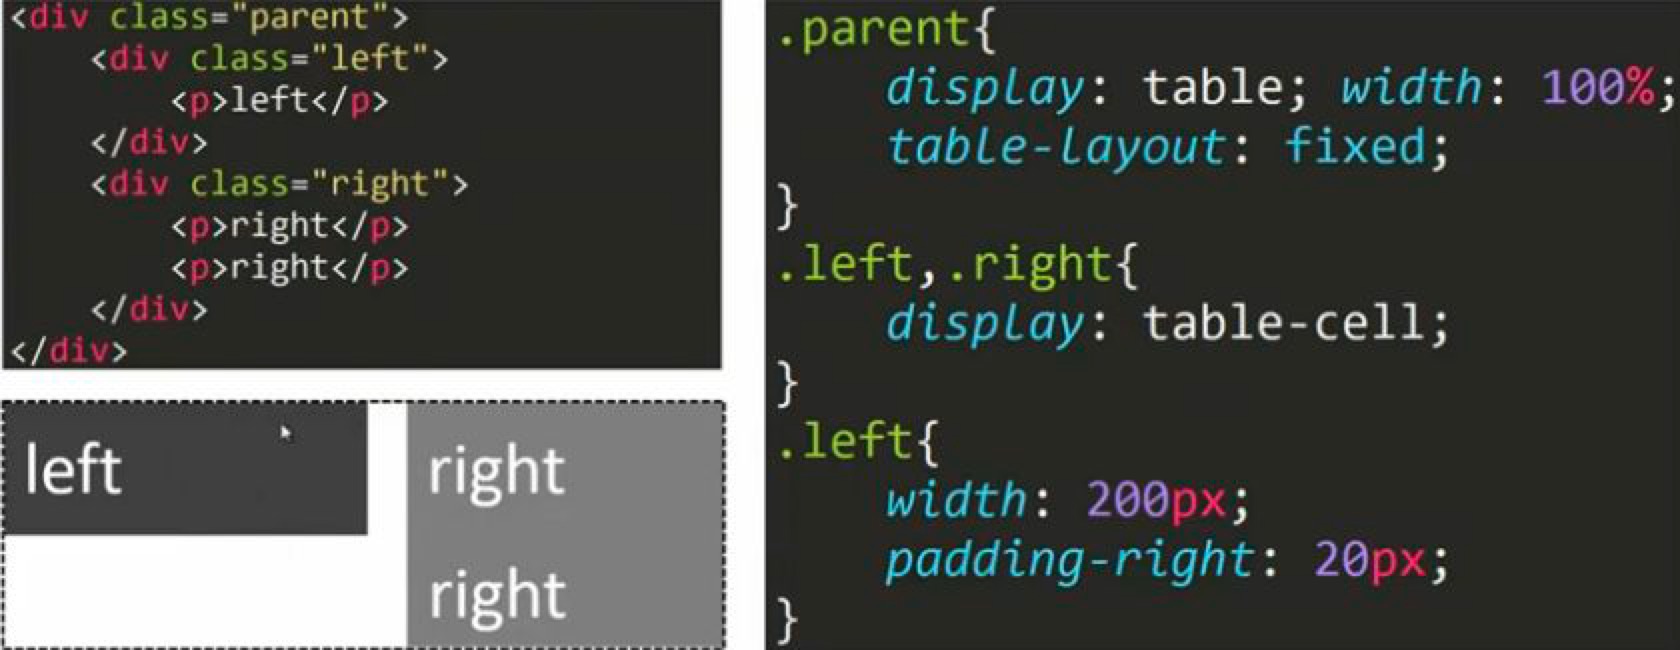 <div class="parent">
    <div class="left">
        <p>left</p>
    </div>
    <div class="right">
        <p>right</p>
        <p>right</p>
    </div>
</div>
left
right
right
.parent{
    display: table; width: 100%;
    table-layout: fixed;
}
.left,.right{
    display: table-cell;
}
.left{
    width: 200px;
    padding-right: 20px;
}